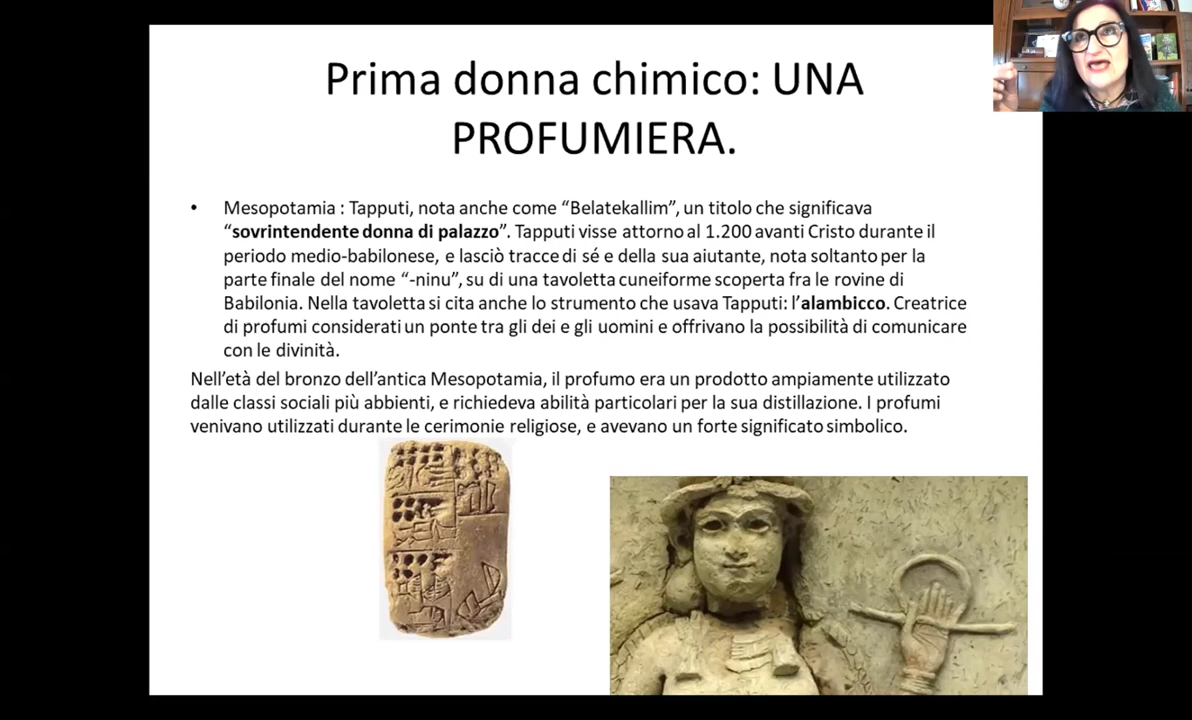 Prima donna chimico: UNA
PROFUMIERA.
• Mesopotamia : Tapputi, nota anche come “Belatekallim”, un titolo che significava
“sovrintendente donna di palazzo”. Tapputi visse attorno al 1.200 avanti Cristo durante il
periodo medio-babilonese, e lasciò tracce di sé e della sua aiutante, nota soltanto per la
parte finale del nome “-ninu”, su di una tavoletta cuneiforme scoperta fra le rovine di
Babilonia. Nella tavoletta si cita anche lo strumento che usava Tapputi: l’alambicco. Creatrice
di profumi considerati un ponte tra gli dei e gli uomini e offrivano la possibilità di comunicare
con le divinità.
Nell’età del bronzo dell’antica Mesopotamia, il profumo era un prodotto ampiamente utilizzato
dalle classi sociali più abbienti, e richiedeva abilità particolari per la sua distillazione. I profumi
venivano utilizzati durante le cerimonie religiose, e avevano un forte significato simbolico.